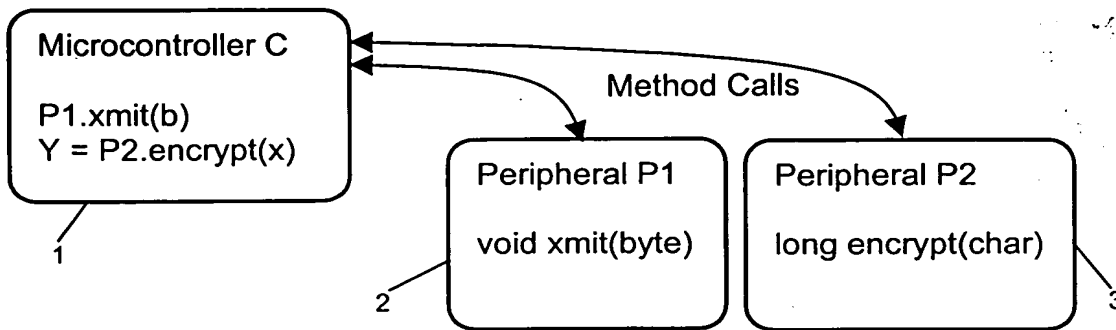 Microcontroller C
P1.xmit(b)
Y = P2.encrypt(x)
Method Calls
Peripheral P1
void xmit(byte)
Peripheral P2
long encrypt(char)
1
2
3